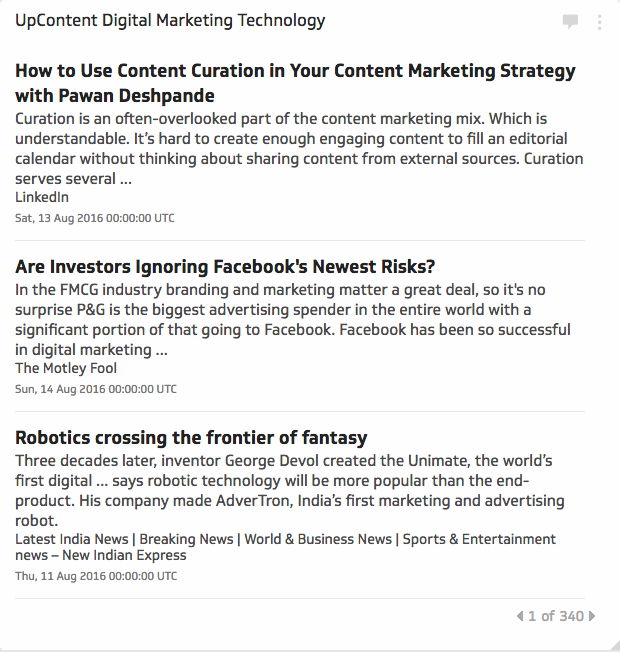 UpContent Digital Marketing Technology
How to Use Content Curation in Your Content Marketing Strategy
with Pawan Deshpande
Curation is an often-overlooked part of the content marketing mix. Which is
understandable. It's hard to create enough engaging content to fill an editorial
calendar without thinking about sharing content from external sources. Curation
serves several ...
LinkedIn
Sat, 13 Aug 2016 00:00:00 UTC
Are Investors Ignoring Facebook's Newest Risks?
In the FMCG industry branding and marketing matter a great deal, so it's no
surprise P&G is the biggest advertising spender in the entire world with a
significant portion of that going to Facebook. Facebook has been so successful
in digital marketing ...
The Motley Fool
Sun, 14 Aug 2016 00:00:00 UTC
Robotics crossing the frontier of fantasy
Three decades later, inventor George Devol created the Unimate, the world's
first digital ... says robotic technology will be more popular than the end-
product. His company made AdverTron, India's first marketing and advertising
robot.
Latest India News | Breaking News | World & Business News | Sports & Entertainment
news – New Indian Express
Thu, 11 Aug 2016 00:00:00 UTC
1 of 340